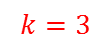 k = 3